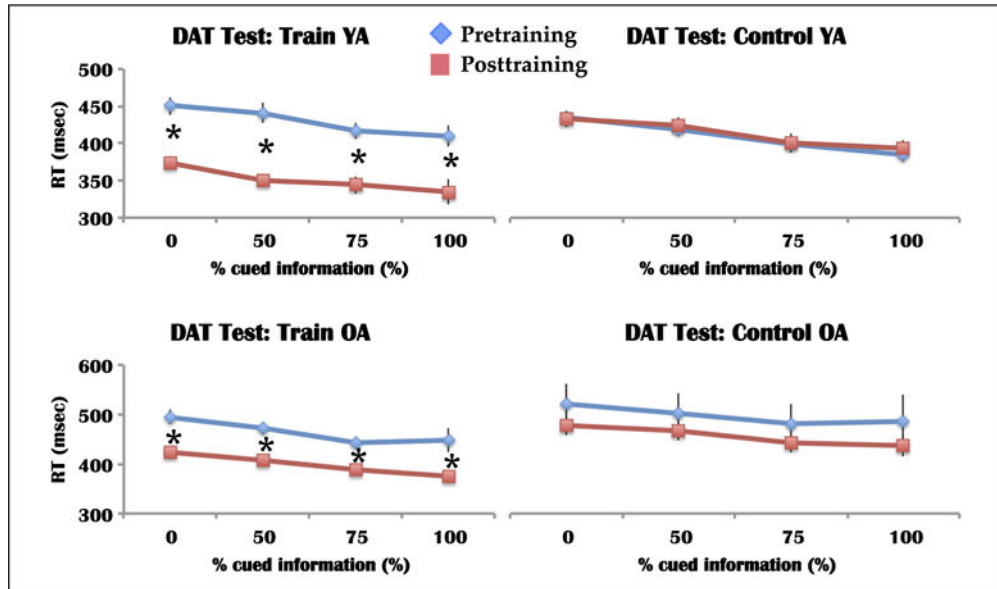 DAT Test: Train YA
Pretraining
Posttraining
DAT Test: Control YA
500
450
400
350
300
RT (msec)
* * * *
0 50 75 100
% cued information (%)
0 50 75 100
% cued information (%)
DAT Test: Train OA
DAT Test: Control OA
600
500
400
300
RT (msec)
* * * *
0 50 75 100
% cued information (%)
0 50 75 100
% cued information (%)